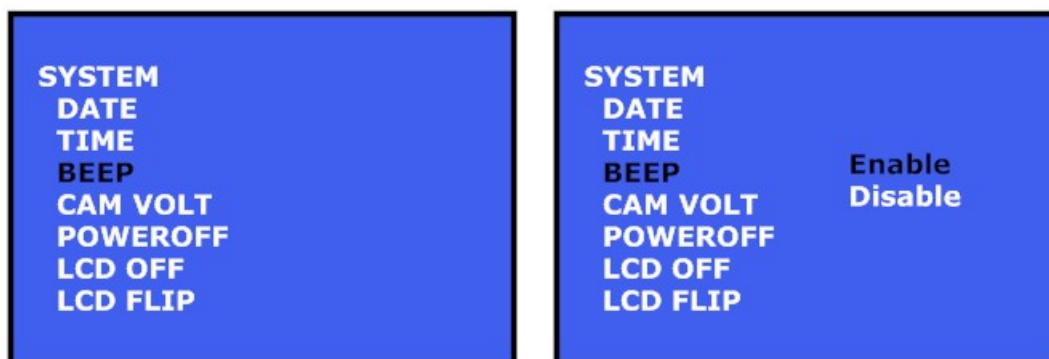 SYSTEM
DATE
TIME
BEEP
CAM VOLT
POWEROFF
LCD OFF
LCD FLIP
SYSTEM
DATE
TIME
BEEP
CAM VOLT
POWEROFF
LCD OFF
LCD FLIP
Enable
Disable